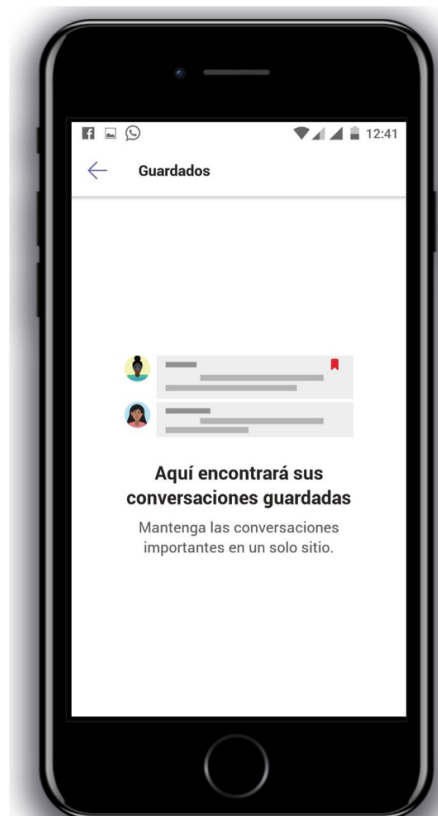 12:41
Guardados
Aquí encontrará sus
conversaciones guardadas
Mantenga las conversaciones
importantes en un solo sitio.